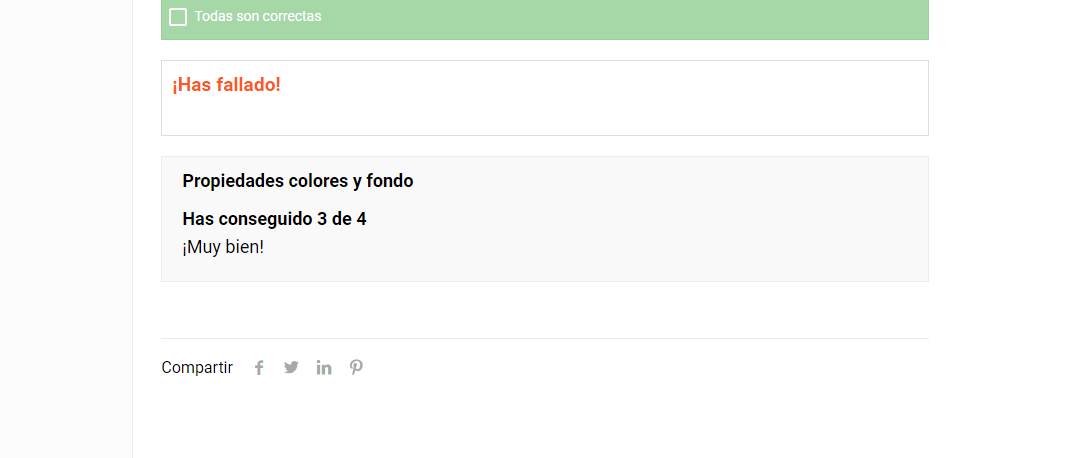 Todas son correctas
¡Has fallado!
Propiedades colores y fondo
Has conseguido 3 de 4
¡Muy bien!
Compartir